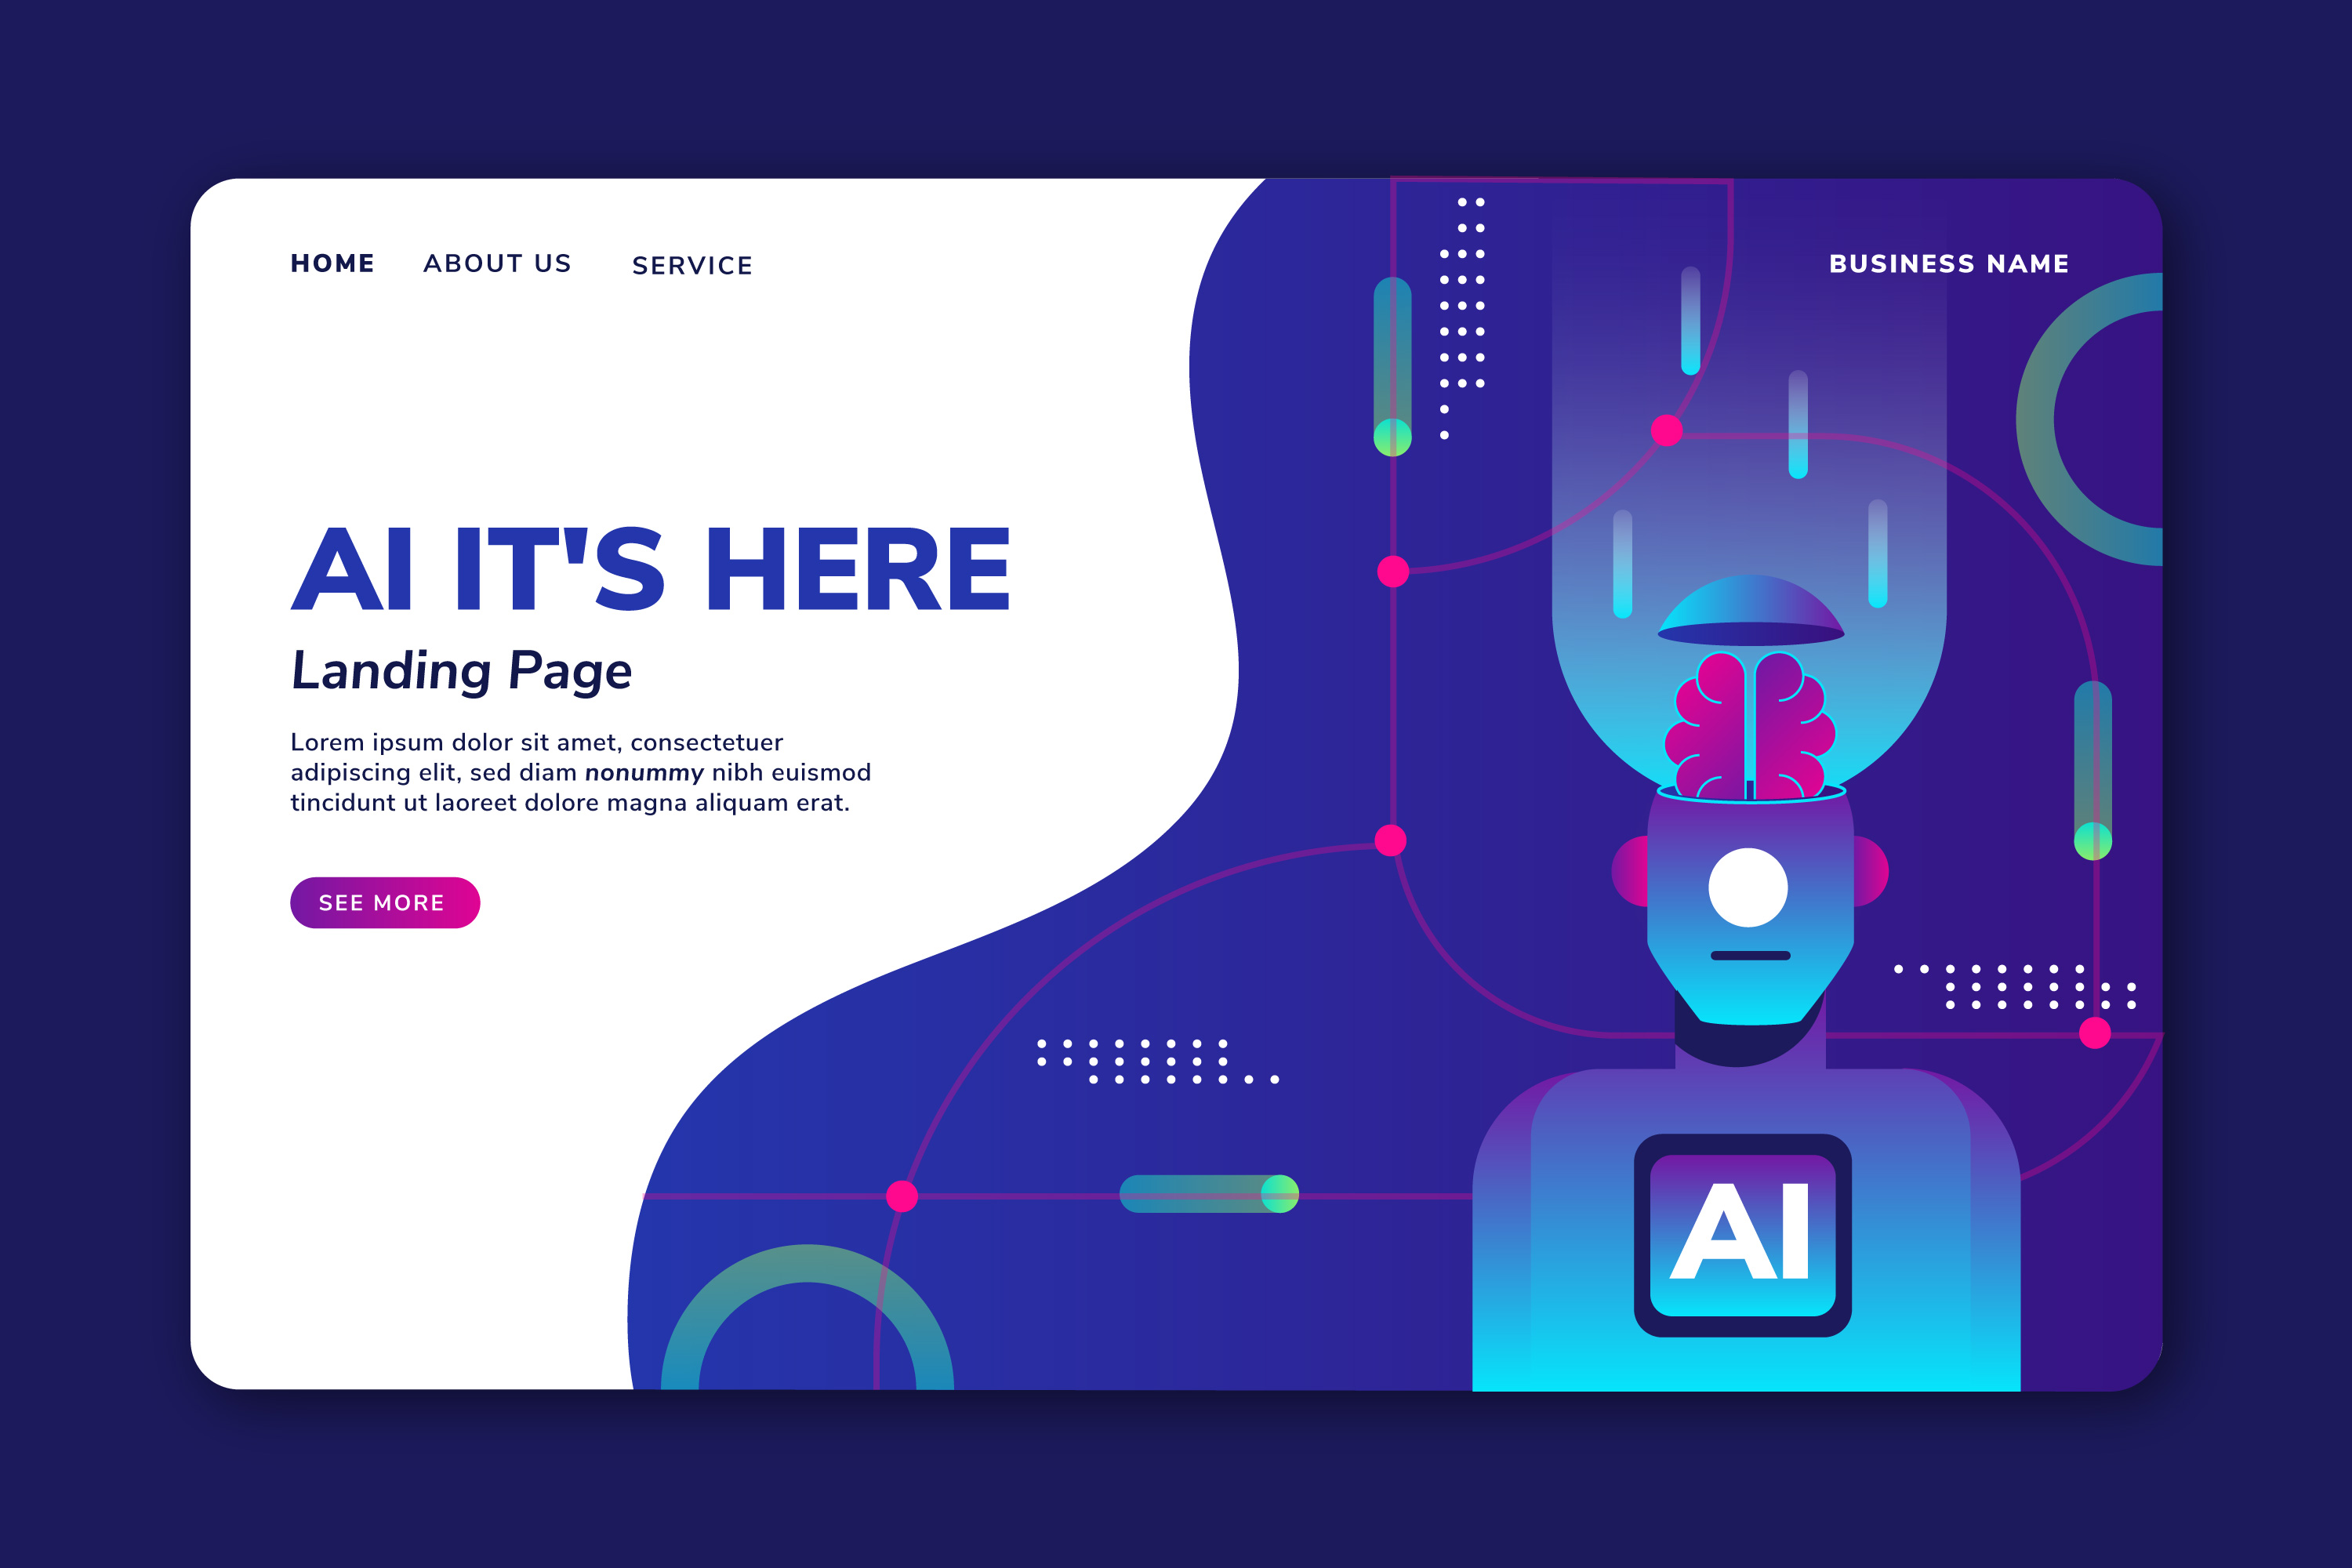 HOME ABOUT US SERVICE BUSINESS NAME
AI IT'S HERE
Landing Page
Lorem ipsum dolor sit amet, consectetuer
adipiscing elit, sed diam nonummy nibh euismod
tincidunt ut laoreet dolore magna aliquam erat.
SEE MORE
AI